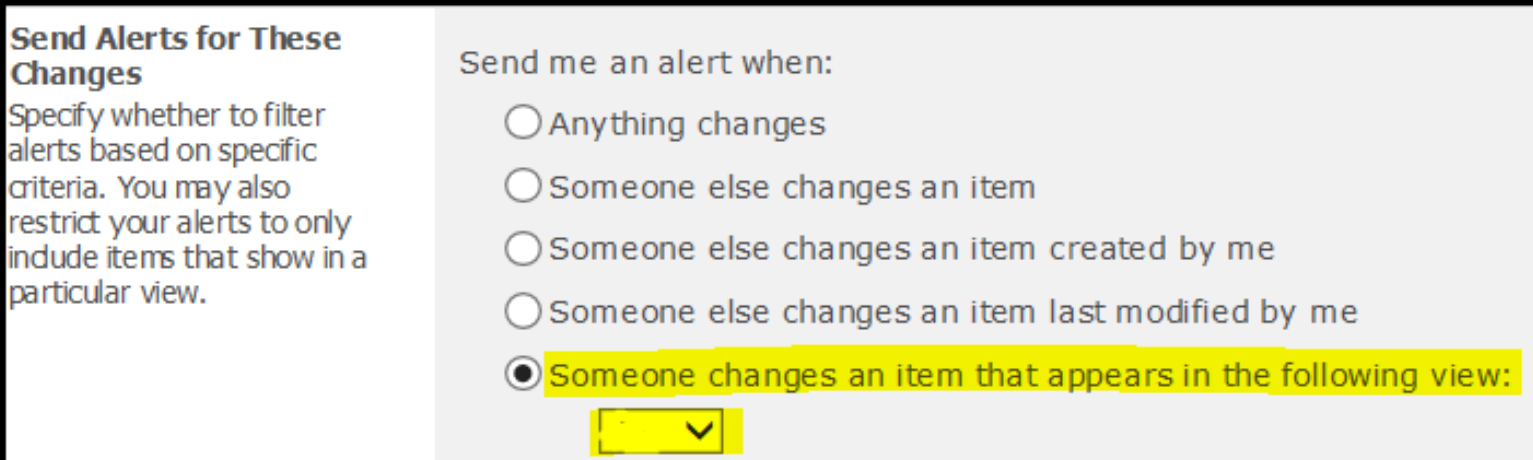 Send Alerts for These
Changes
Specify whether to filter
alerts based on specific
criteria. You may also
restrict your alerts to only
include items that show in a
particular view.
Send me an alert when:
Anything changes
Someone else changes an item
Someone else changes an item created by me
Someone else changes an item last modified by me
Someone changes an item that appears in the following view: